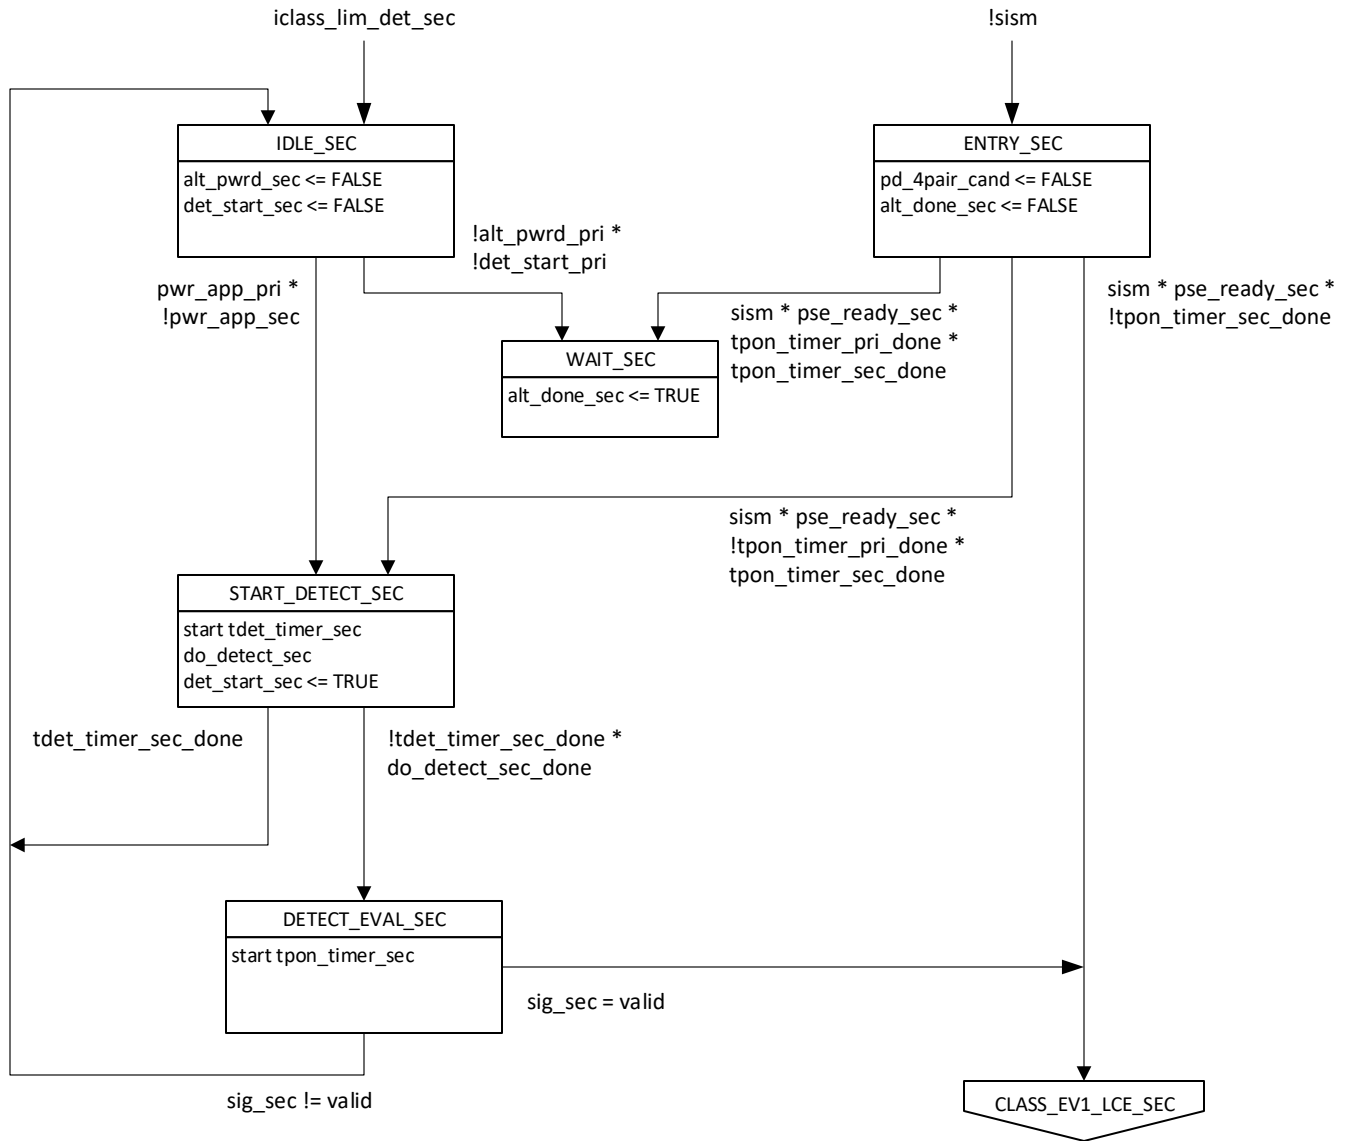 iclass_lim_det_sec
!sism
IDLE_SEC
alt_pwrd_sec <= FALSE
det_start_sec <= FALSE
ENTRY_SEC
pd_4pair_cand <= FALSE
alt_done_sec <= FALSE
!alt_pwrd_pri *
!det_start_pri
pwr_app_pri *
!pwr_app_sec
sism * pse_ready_sec *
tpon_timer_pri_done *
tpon_timer_sec_done
sism * pse_ready_sec *
!tpon_timer_sec_done
WAIT_SEC
alt_done_sec <= TRUE
sism * pse_ready_sec *
!tpon_timer_pri_done *
tpon_timer_sec_done
START_DETECT_SEC
start tdet_timer_sec
do_detect_sec
det_start_sec <= TRUE
tdet_timer_sec_done
!tdet_timer_sec_done *
do_detect_sec_done
DETECT_EVAL_SEC
start tpon_timer_sec
sig_sec = valid
sig_sec != valid
CLASS_EV1_LCE_SEC